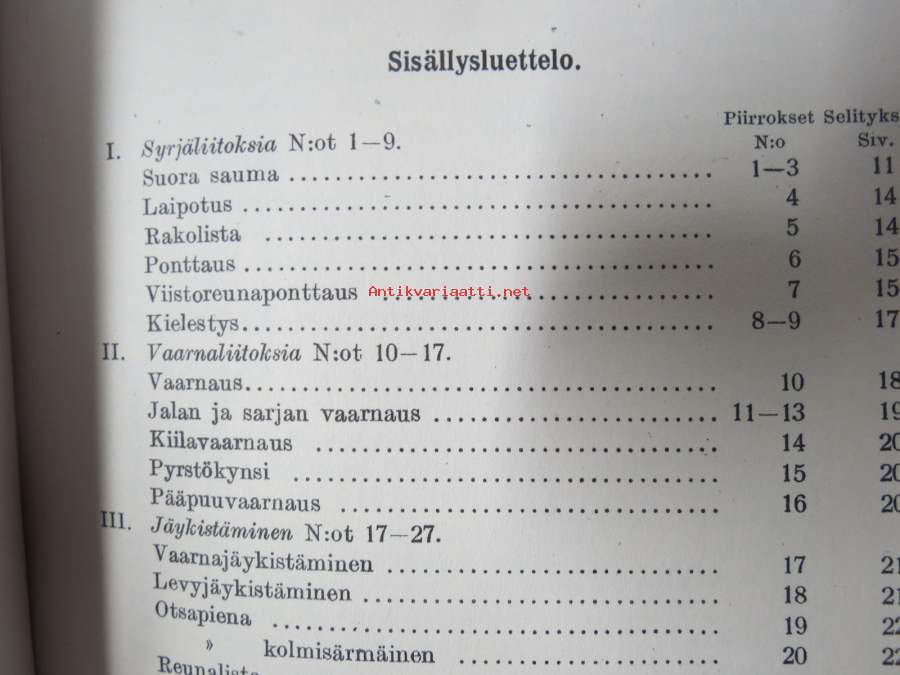 Sisällysluettelo.
Piirrokset Selityks
N:o Siv.
I. Syrjäliitoksia N:ot 1—9.
Suora sauma ........................................ 1—3 11
Laipotus ........................................ 4 14
Rakolista ........................................ 5 14
Ponttaus ........................................ 6 15
Viistoreunaponttaus ........................................ 7 15
Antikvariaatti.net
Kielestys ........................................ 8—9 17
II. Vaarnaliitoksia N:ot 10—17.
Vaarnaus ........................................ 10 18
Jalan ja sarjan vaarnaus ........................ 11—13 19
Kiilavaarnaus ........................................ 14 20
Pyrstökynsi ........................................ 15 20
Pääpuuvaarnaus ........................................ 16 20
III. Jäykistäminen N:ot 17—27.
Vaarnajäykistäminen ................................ 17 21
Levyjäykistäminen ................................ 18 21
Otsapiena ........................................ 19 22
» kolmisärmäinen ........................ 20 22
Reunalista